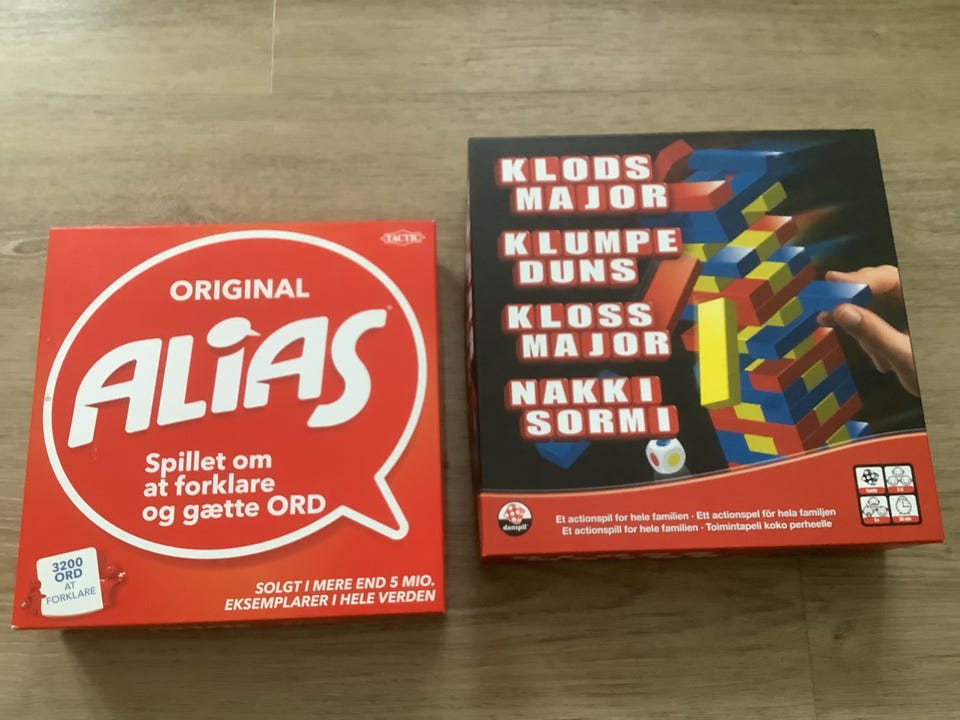 TACTIC
ORIGINAL
ALiAS
Spillet om
at forklare
og gætte ORD
3200
ORD
AT
FORKLARE
SOLGT I MERE END 5 MIO.
EKSEMPLARER I HELE VERDEN
KLODS
MAJOR
KLUMPE
DUNS
KLOSS
MAJOR
NAKKI
SORMI
danspil
Et actionspil for hele familien - Ett actionspel för hela familjen
Et actionspill for hele familien - Toimintapeli koko perheelle